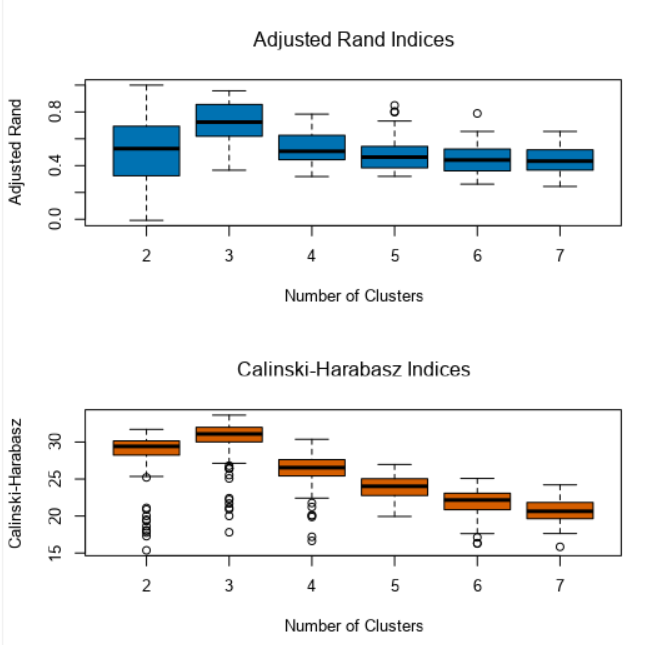 Adjusted Rand Indices
Adjusted Rand
0.8
0.4
0.0
2 3 4 5 6 7
Number of Clusters
Calinski-Harabasz Indices
Calinski-Harabasz
30
25
20
15
2 3 4 5 6 7
Number of Clusters